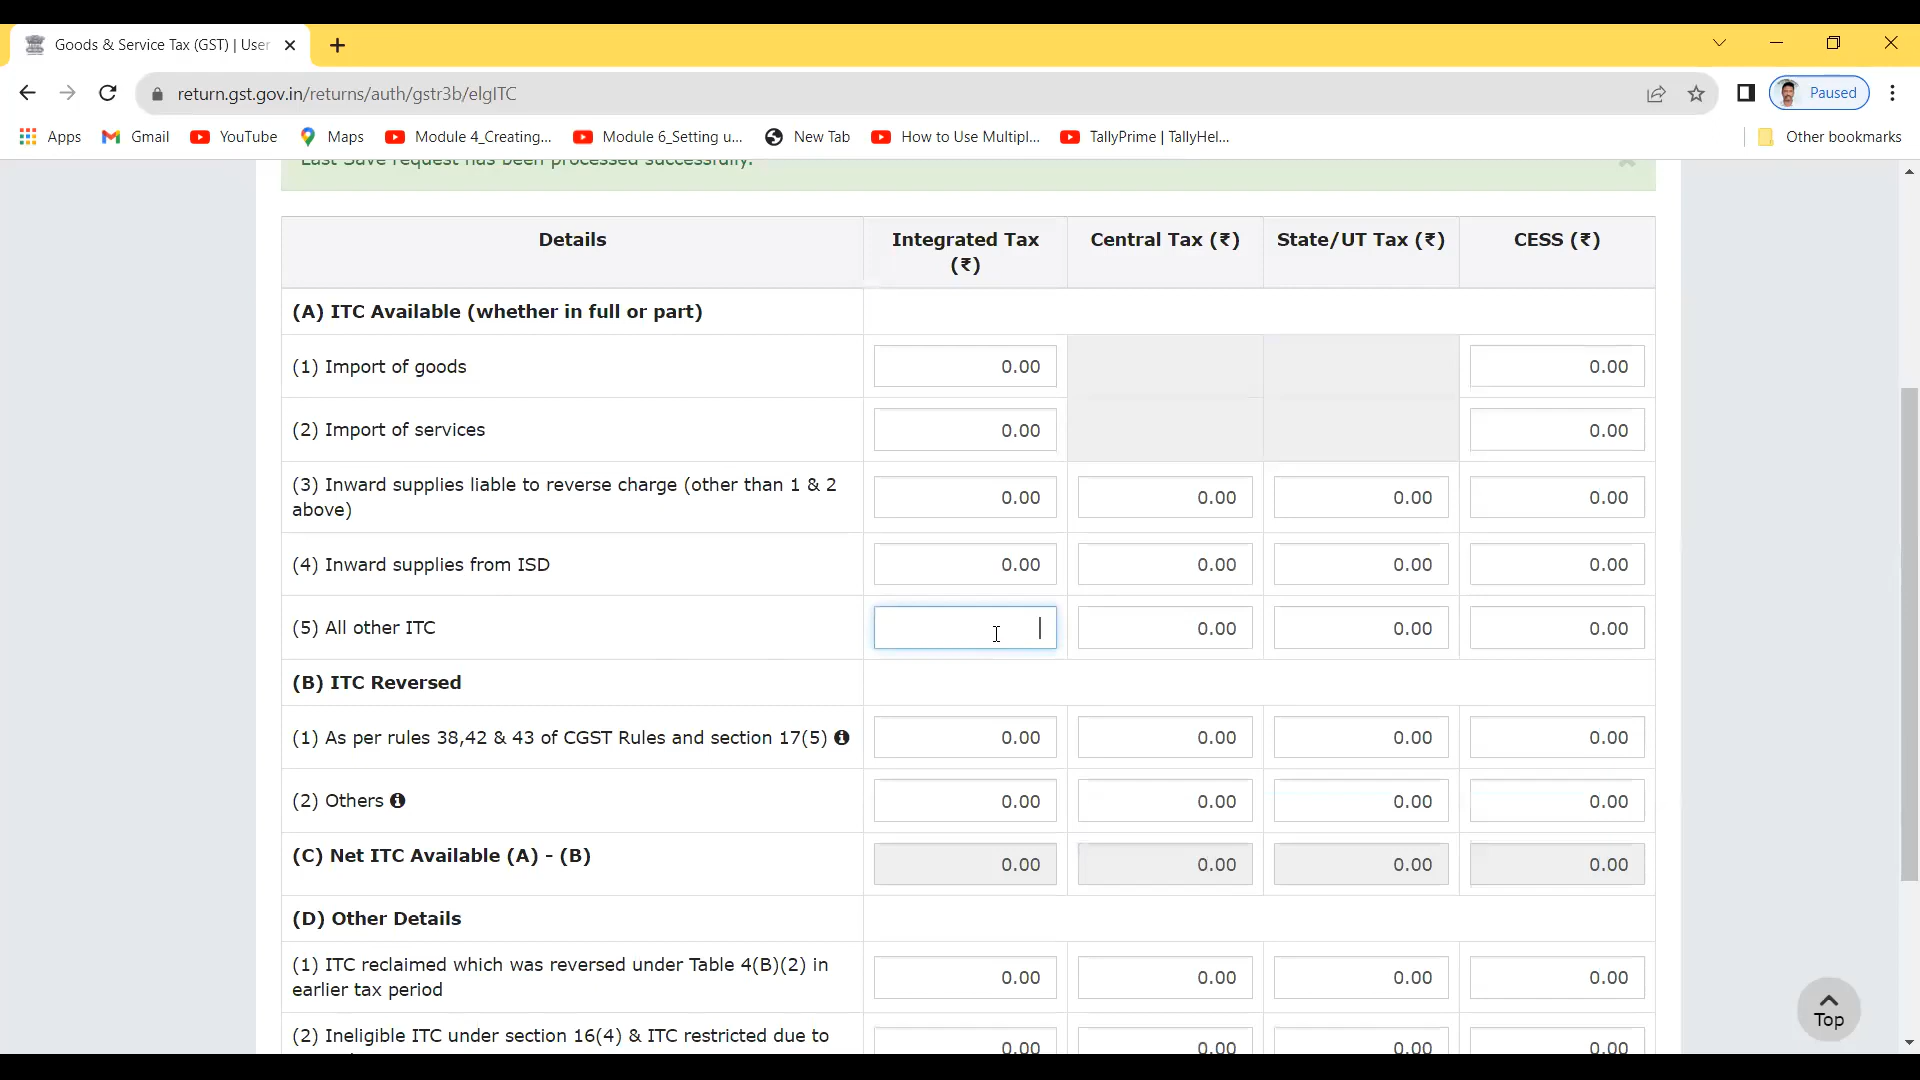 Goods & Service Tax (GST) | User
return.gst.gov.in/returns/auth/gstr3b/elgITC
Paused
Apps
Gmail
YouTube
Maps
Module 4_Creating...
Module 6_Setting u...
New Tab
How to Use Multipl...
TallyPrime | TallyHel...
Other bookmarks
Last Save request has been processed successfully.
Details Integrated Tax (₹) Central Tax (₹) State/UT Tax (₹) CESS (₹)
(A) ITC Available (whether in full or part)
(1) Import of goods 0.00 0.00
(2) Import of services 0.00 0.00
(3) Inward supplies liable to reverse charge (other than 1 & 2
above) 0.00 0.00 0.00 0.00
(4) Inward supplies from ISD 0.00 0.00 0.00 0.00
(5) All other ITC 0.00 0.00 0.00
(B) ITC Reversed
(1) As per rules 38,42 & 43 of CGST Rules and section 17(5) 0.00 0.00 0.00 0.00
(2) Others 0.00 0.00 0.00 0.00
(C) Net ITC Available (A) - (B) 0.00 0.00 0.00 0.00
(D) Other Details
(1) ITC reclaimed which was reversed under Table 4(B)(2) in
earlier tax period 0.00 0.00 0.00 0.00
(2) Ineligible ITC under section 16(4) & ITC restricted due to
0.00 0.00 0.00 0.00
Top